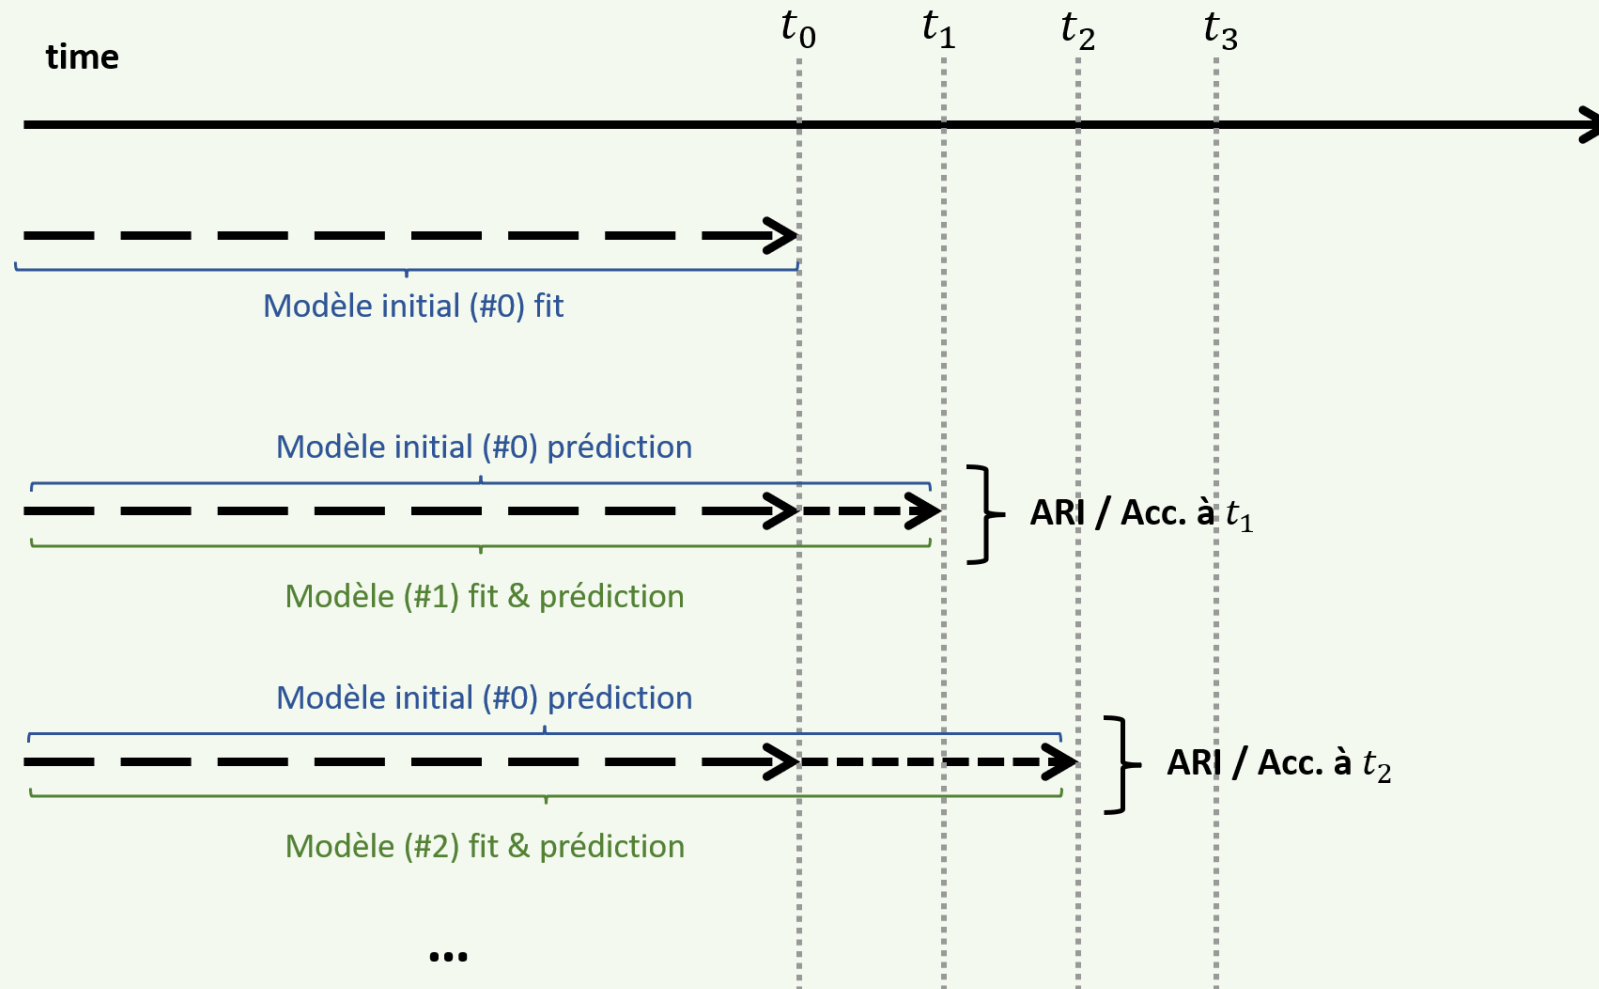 t0 t1 t2 t3
time
Modèle initial (#0) fit
Modèle initial (#0) prédiction
ARI / Acc. à t1
Modèle (#1) fit & prédiction
Modèle initial (#0) prédiction
ARI / Acc. à t2
Modèle (#2) fit & prédiction
...